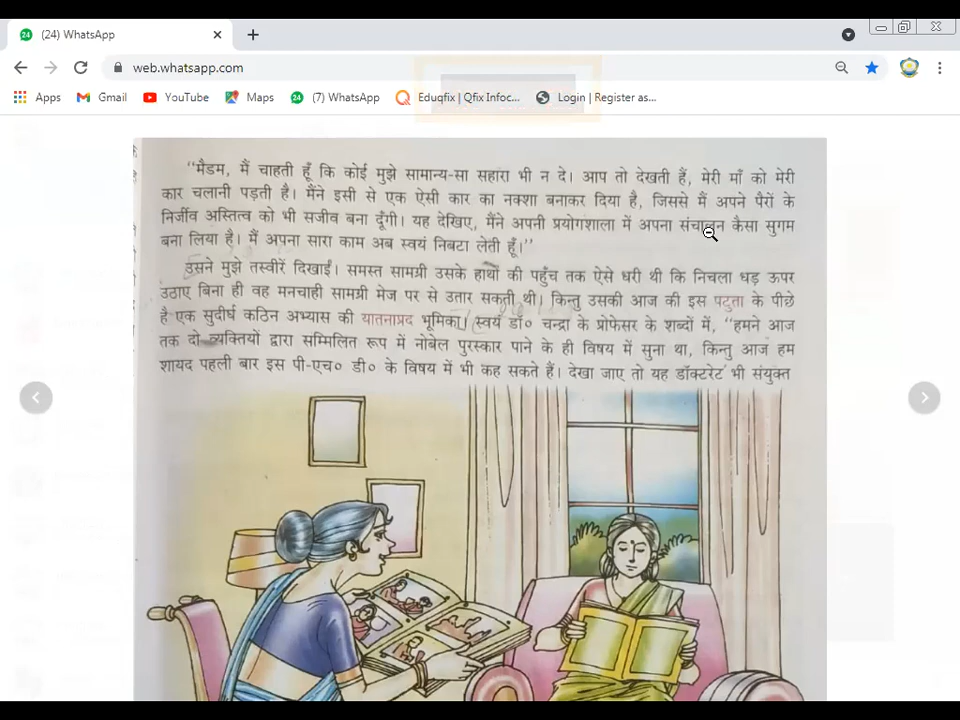 (24) WhatsApp
web.whatsapp.com
Apps Gmail YouTube Maps (7) WhatsApp Eduqfix | Qfix Infoc... Login | Register as...
"मैडम, मैं चाहती हूँ कि कोई मुझे सामान्य-सा सहारा भी न दे। आप तो देखती हैं, मेरी माँ को मेरी
कार चलानी पड़ती है। मैंने इसी से एक ऐसी कार का नक्शा बनाकर दिया है, जिससे मैं अपने पैरों के
निर्जीव अस्तित्व को भी सजीव बना दूँगी। यह देखिए, मैंने अपनी प्रयोगशाला में अपना संचालन कैसा सुगम
बना लिया है। मैं अपना सारा काम अब स्वयं निबटा लेती हूँ।"
उसने मुझे तस्वीरें दिखाईं। समस्त सामग्री उसके हाथों की पहुँच तक ऐसे धरी थी कि निचला धड़ ऊपर
उठाए बिना ही वह मनचाही सामग्री मेज पर से उतार सकती थी। किन्तु उसकी आज की इस पटुता के पीछे
है एक सुदीर्घ कठिन अभ्यास की यातनाप्रद भूमिका। स्वयं डॉ० चन्द्रा के प्रोफेसर के शब्दों में, "हमने आज
तक दो व्यक्तियों द्वारा सम्मिलित रूप में नोबेल पुरस्कार पाने के ही विषय में सुना था, किन्तु आज हम
शायद पहली बार इस पी-एच० डी० के विषय में भी कह सकते हैं। देखा जाए तो यह डॉक्टरेट भी संयुक्त